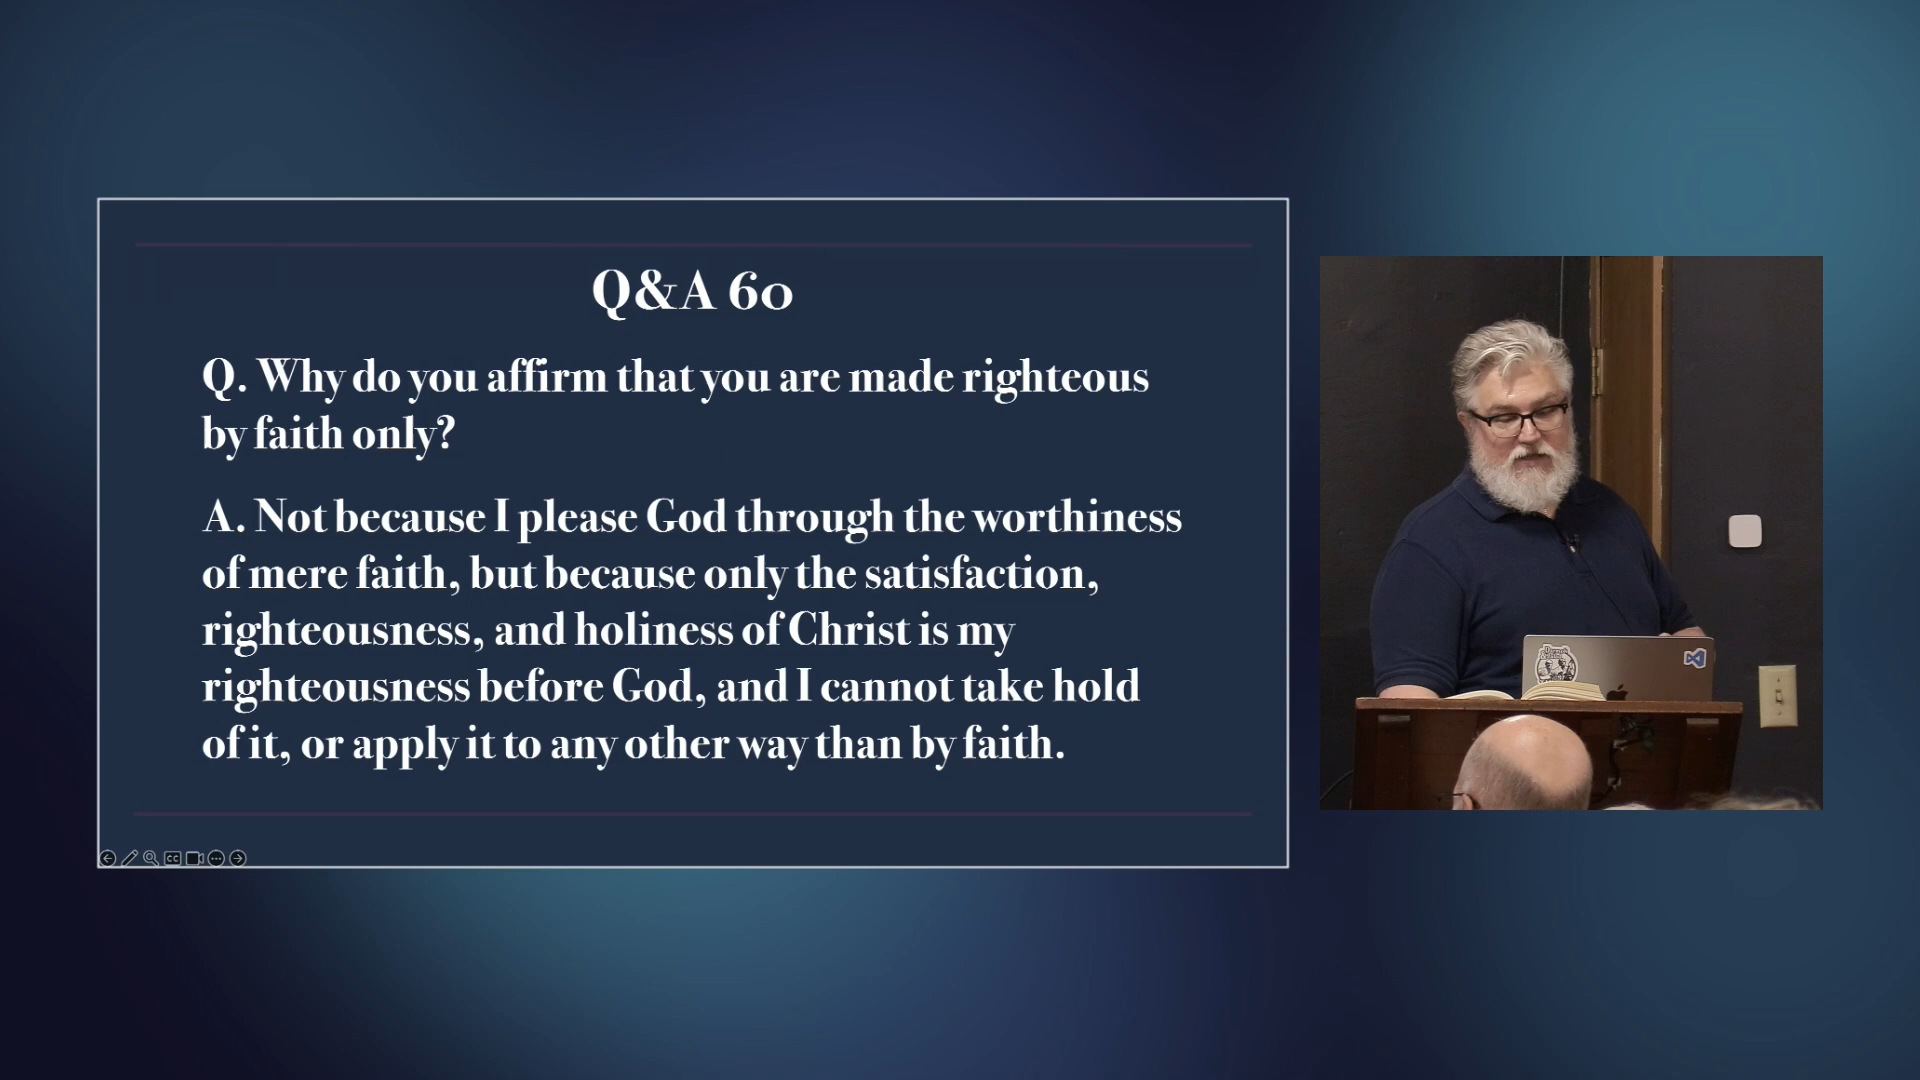 Q&A 60
Q. Why do you affirm that you are made righteous
by faith only?
A. Not because I please God through the worthiness
of mere faith, but because only the satisfaction,
righteousness, and holiness of Christ is my
righteousness before God, and I cannot take hold
of it, or apply it to any other way than by faith.
CC